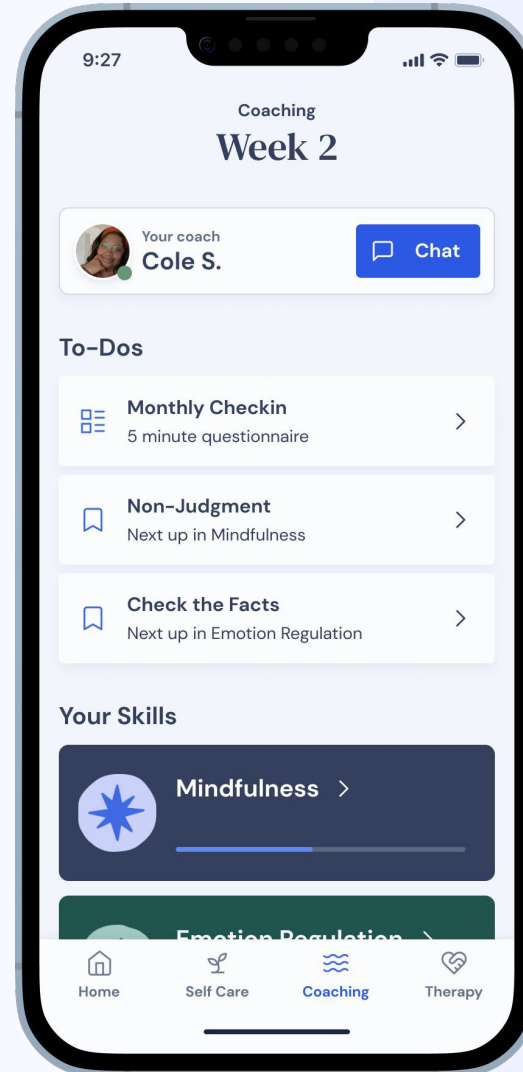 9:27
Coaching
Week 2
Your coach
Cole S.
Chat
To-Dos
Monthly Checkin
5 minute questionnaire
Non-Judgment
Next up in Mindfulness
Check the Facts
Next up in Emotion Regulation
Your Skills
Mindfulness
Emotion Regulation
Home
Self Care
Coaching
Therapy